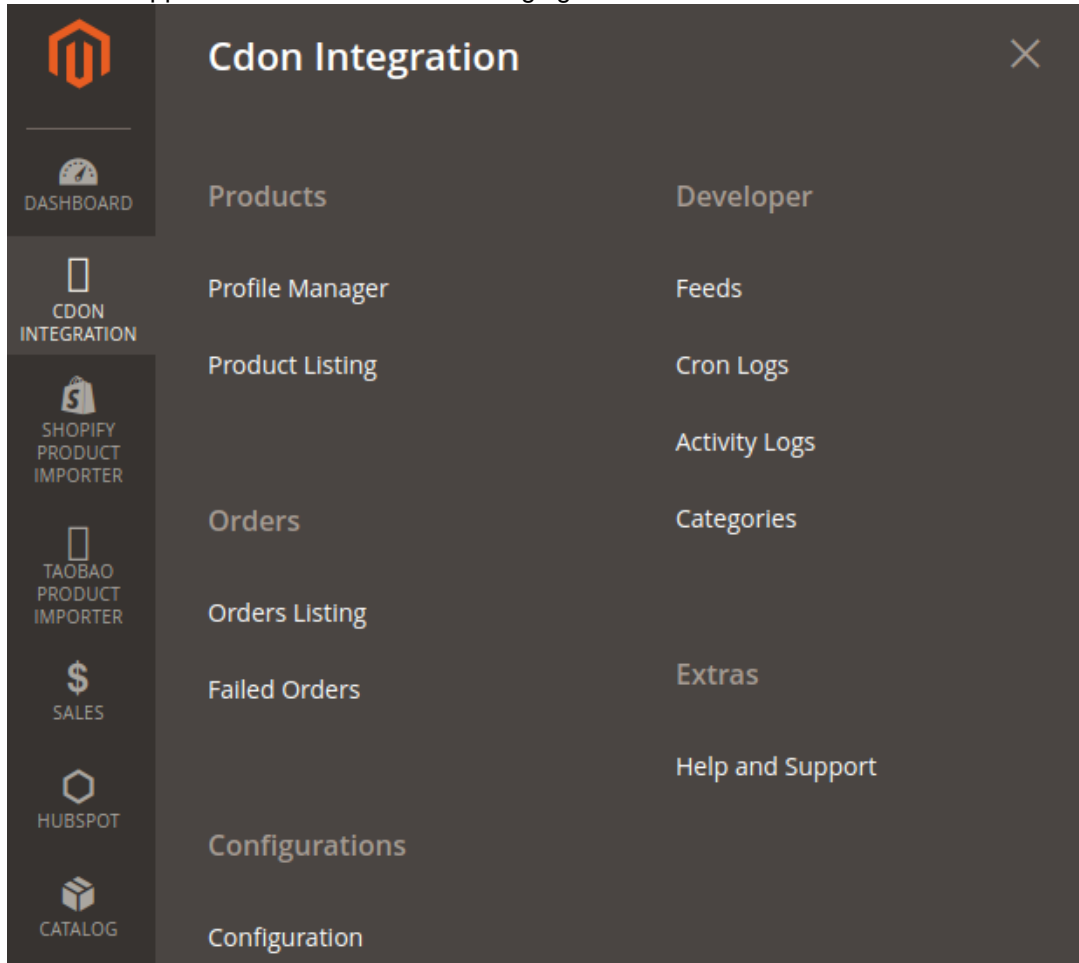 Cdon Integration
DASHBOARD
CDON
INTEGRATION
SHOPIFY
PRODUCT
IMPORTER
TAOBAO
PRODUCT
IMPORTER
SALES
HUBSPOT
CATALOG
Products
Profile Manager
Product Listing
Orders
Orders Listing
Failed Orders
Configurations
Configuration
Developer
Feeds
Cron Logs
Activity Logs
Categories
Extras
Help and Support